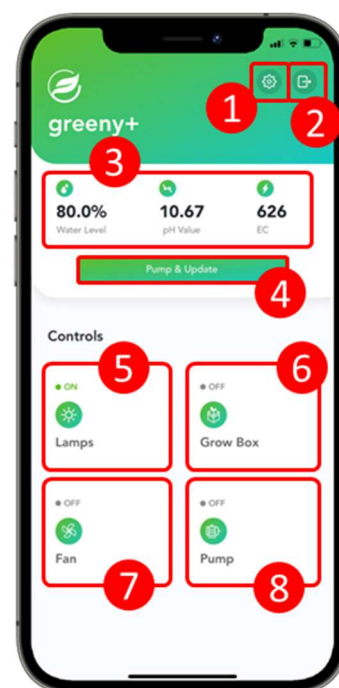 1
2
greeny+
3
80.0% 10.67 626
Water Level pH Value EC
Pump & Update
4
Controls
5
6
ON OFF
Lamps Grow Box
OFF OFF
Fan Pump
7
8